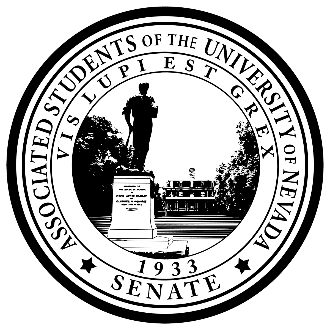 ASSOCIATED STUDENTS OF THE UNIVERSITY OF NEVADA
VIS LUPI EST GREX
1933
SENATE